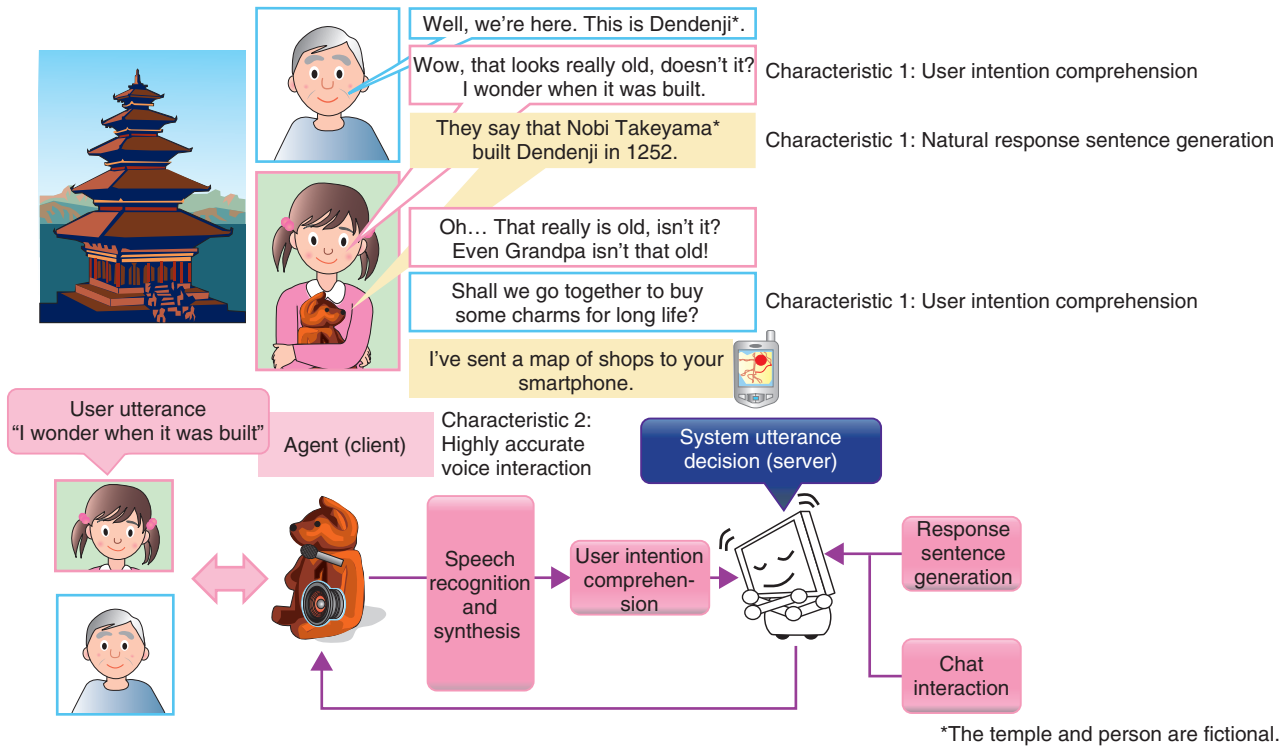 Well, we're here. This is Dendenji*.
Wow, that looks really old, doesn't it?
I wonder when it was built.
Characteristic 1: User intention comprehension
They say that Nobi Takeyama*
built Dendenji in 1252.
Characteristic 1: Natural response sentence generation
Oh… That really is old, isn't it?
Even Grandpa isn't that old!
Shall we go together to buy
some charms for long life?
Characteristic 1: User intention comprehension
I've sent a map of shops to your
smartphone.
User utterance
“I wonder when it was built”
Agent (client)
Characteristic 2:
Highly accurate
voice interaction
System utterance
decision (server)
Speech
recognition
and
synthesis
User intention
comprehen-
sion
Response
sentence
generation
Chat
interaction
*The temple and person are fictional.